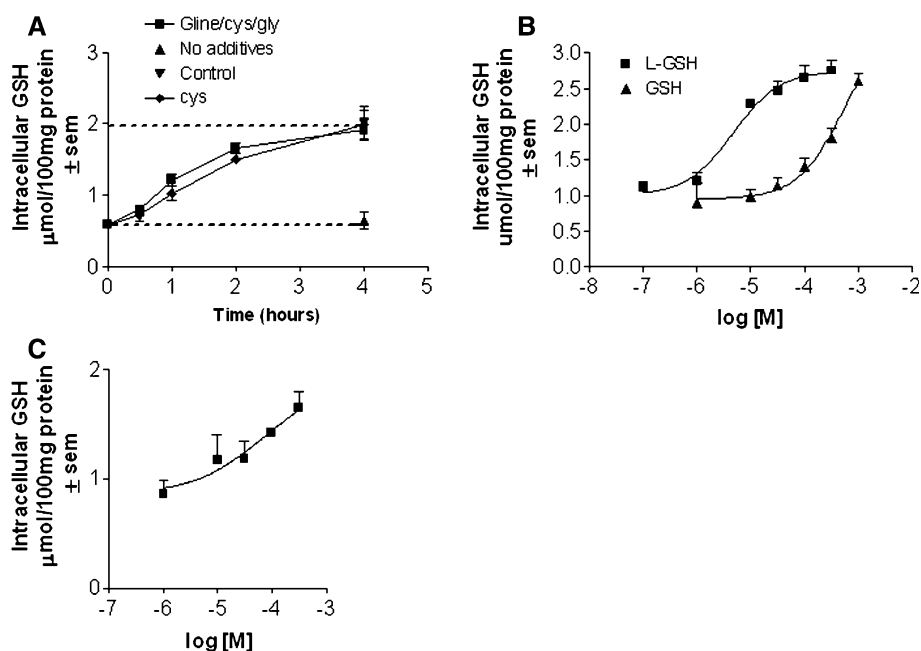 A
Gline/cys/gly
No additives
Control
cys
Intracellular GSH
μmol/100mg protein
± sem
3
2
1
0
0 1 2 3 4 5
Time (hours)
B
L-GSH
GSH
Intracellular GSH
umol/100mg protein
± sem
3.0
2.5
2.0
1.5
1.0
0.5
0.0
-8 -7 -6 -5 -4 -3 -2
log [M]
C
Intracellular GSH
μmol/100mg protein
± sem
2
1
0
-7 -6 -5 -4 -3
log [M]